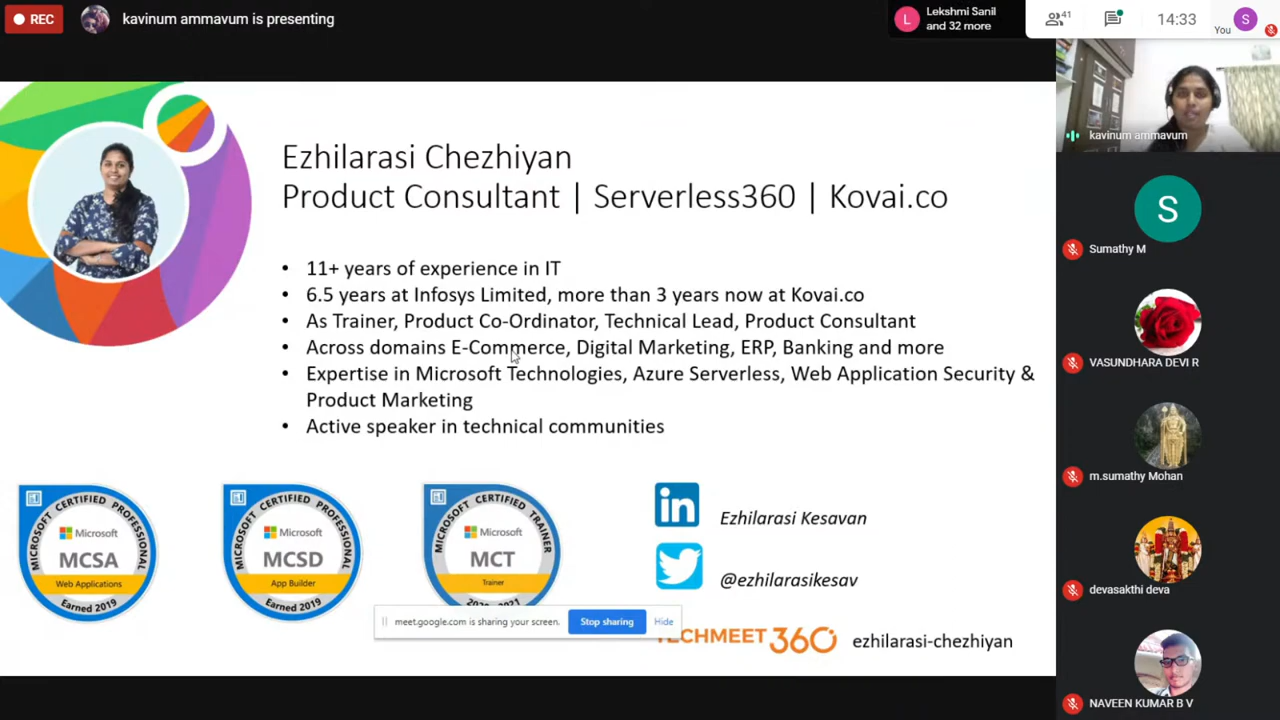 REC
kavinum ammavum is presenting
Lekshmi Sanil
and 32 more
41
14:33
You
S
L
Ezhilarasi Chezhiyan
Product Consultant | Serverless360 | Kovai.co
• 11+ years of experience in IT
• 6.5 years at Infosys Limited, more than 3 years now at Kovai.co
• As Trainer, Product Co-Ordinator, Technical Lead, Product Consultant
• Across domains E-Commerce, Digital Marketing, ERP, Banking and more
• Expertise in Microsoft Technologies, Azure Serverless, Web Application Security &
Product Marketing
• Active speaker in technical communities
MICROSOFT CERTIFIED PROFESSIONAL
Microsoft
MCSA
Web Applications
Earned 2019
MICROSOFT CERTIFIED PROFESSIONAL
Microsoft
MCSD
App Builder
Earned 2019
MICROSOFT CERTIFIED TRAINER
Microsoft
MCT
Trainer
in
Ezhilarasi Kesavan
@ezhilarasikesav
meet.google.com is sharing your screen.
Stop sharing
Hide
TECHMEET360
ezhilarasi-chezhiyan
kavinum ammavum
S
Sumathy M
VASUNDHARA DEVI R
m.sumathy Mohan
devasakthi deva
NAVEEN KUMAR B V